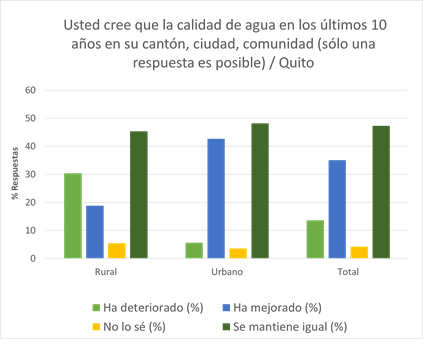 Usted cree que la calidad de agua en los últimos 10
años en su cantón, ciudad, comunidad (sólo una
respuesta es posible) / Quito
60
50
40
30
20
10
0
% Respuestas
Rural
Urbano
Total
Ha deteriorado (%)
Ha mejorado (%)
No lo sé (%)
Se mantiene igual (%)